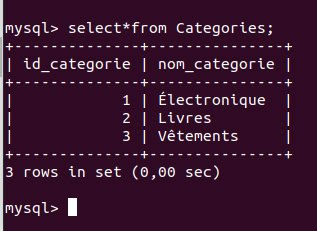 mysql> select*from Categories;
+--------------+---------------+
| id_categorie | nom_categorie |
+--------------+---------------+
|            1 | Électronique  |
|            2 | Livres        |
|            3 | Vêtements     |
+--------------+---------------+
3 rows in set (0,00 sec)
mysql>